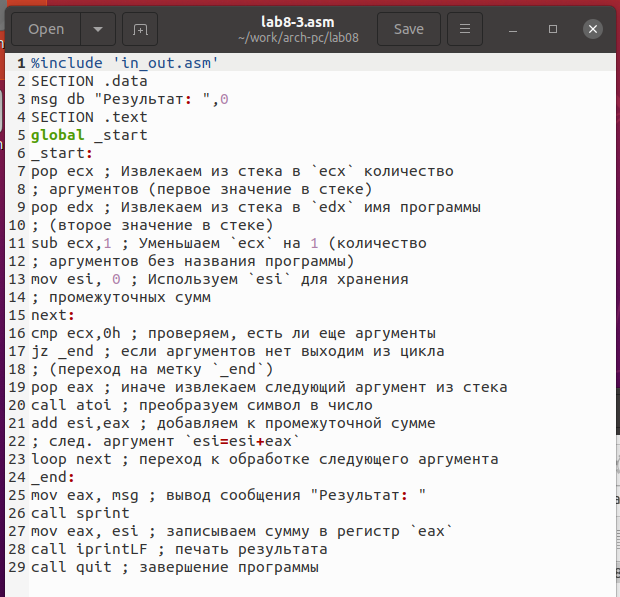 Open
lab8-3.asm
~/work/arch-pc/lab08
Save
1 %include 'in_out.asm'
2 SECTION .data
3 msg db "Результат: ",0
4 SECTION .text
5 global _start
6 _start:
7 pop ecx ; Извлекаем из стека в `ecx` количество
8 ; аргументов (первое значение в стеке)
9 pop edx ; Извлекаем из стека в `edx` имя программы
10 ; (второе значение в стеке)
11 sub ecx,1 ; Уменьшаем `ecx` на 1 (количество
12 ; аргументов без названия программы)
13 mov esi, 0 ; Используем `esi` для хранения
14 ; промежуточных сумм
15 next:
16 cmp ecx,0h ; проверяем, есть ли еще аргументы
17 jz _end ; если аргументов нет выходим из цикла
18 ; (переход на метку `_end`)
19 pop eax ; иначе извлекаем следующий аргумент из стека
20 call atoi ; преобразуем символ в число
21 add esi,eax ; добавляем к промежуточной сумме
22 ; след. аргумент `esi=esi+eax`
23 loop next ; переход к обработке следующего аргумента
24 _end:
25 mov eax, msg ; вывод сообщения "Результат: "
26 call sprint
27 mov eax, esi ; записываем сумму в регистр `eax`
28 call iprintLF ; печать результата
29 call quit ; завершение программы